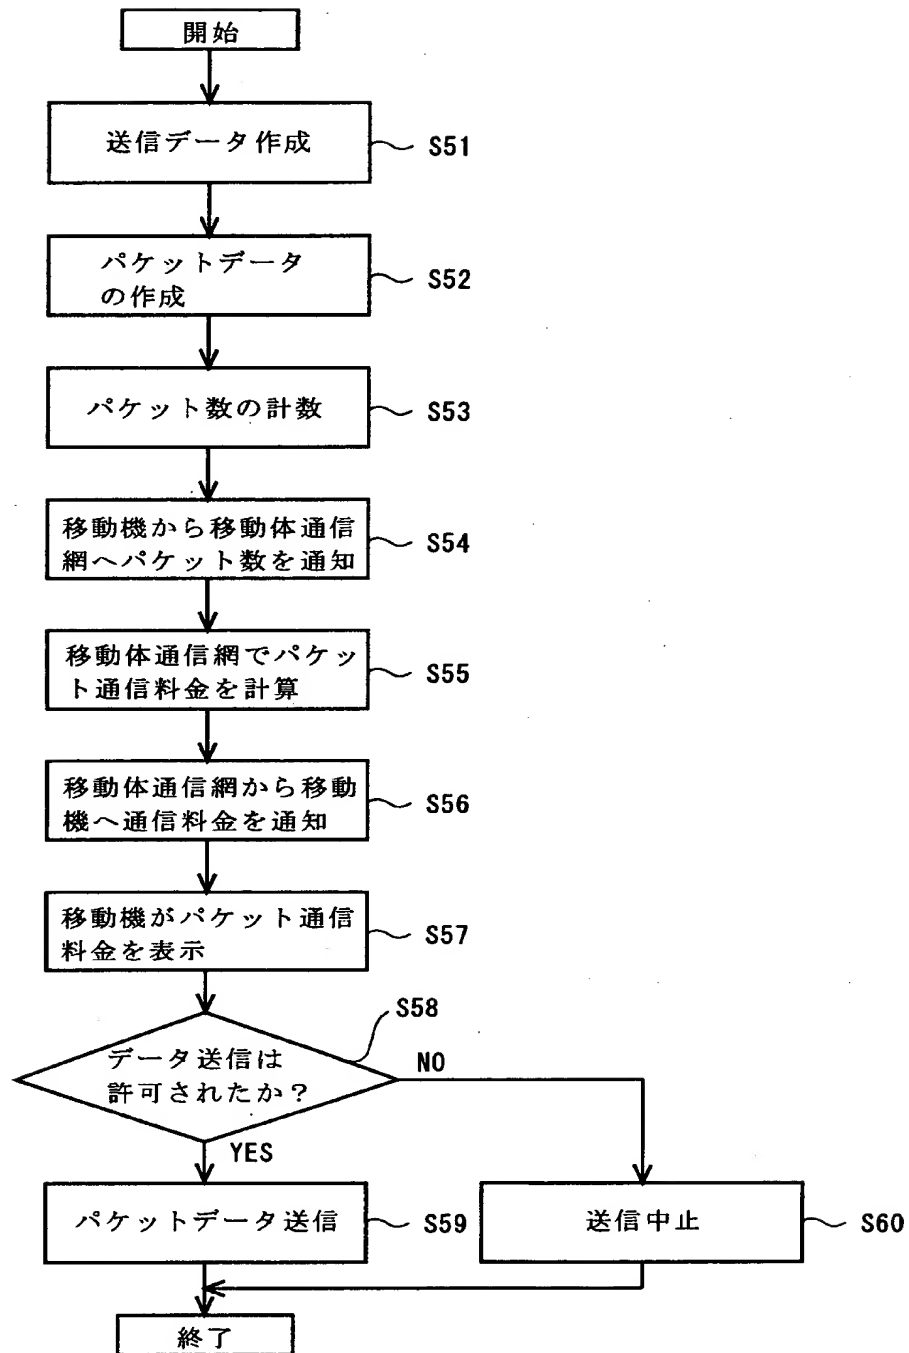 開始
送信データ作成
S51
パケットデータ
の作成
S52
パケット数の計数
S53
移動機から移動体通信
網へパケット数を通知
S54
移動体通信網でパケッ
ト通信料金を計算
S55
移動体通信網から移動
機へ通信料金を通知
S56
移動機がパケット通信
料金を表示
S57
S58
データ送信は
許可されたか?
NO
YES
パケットデータ送信
S59
送信中止
S60
終了